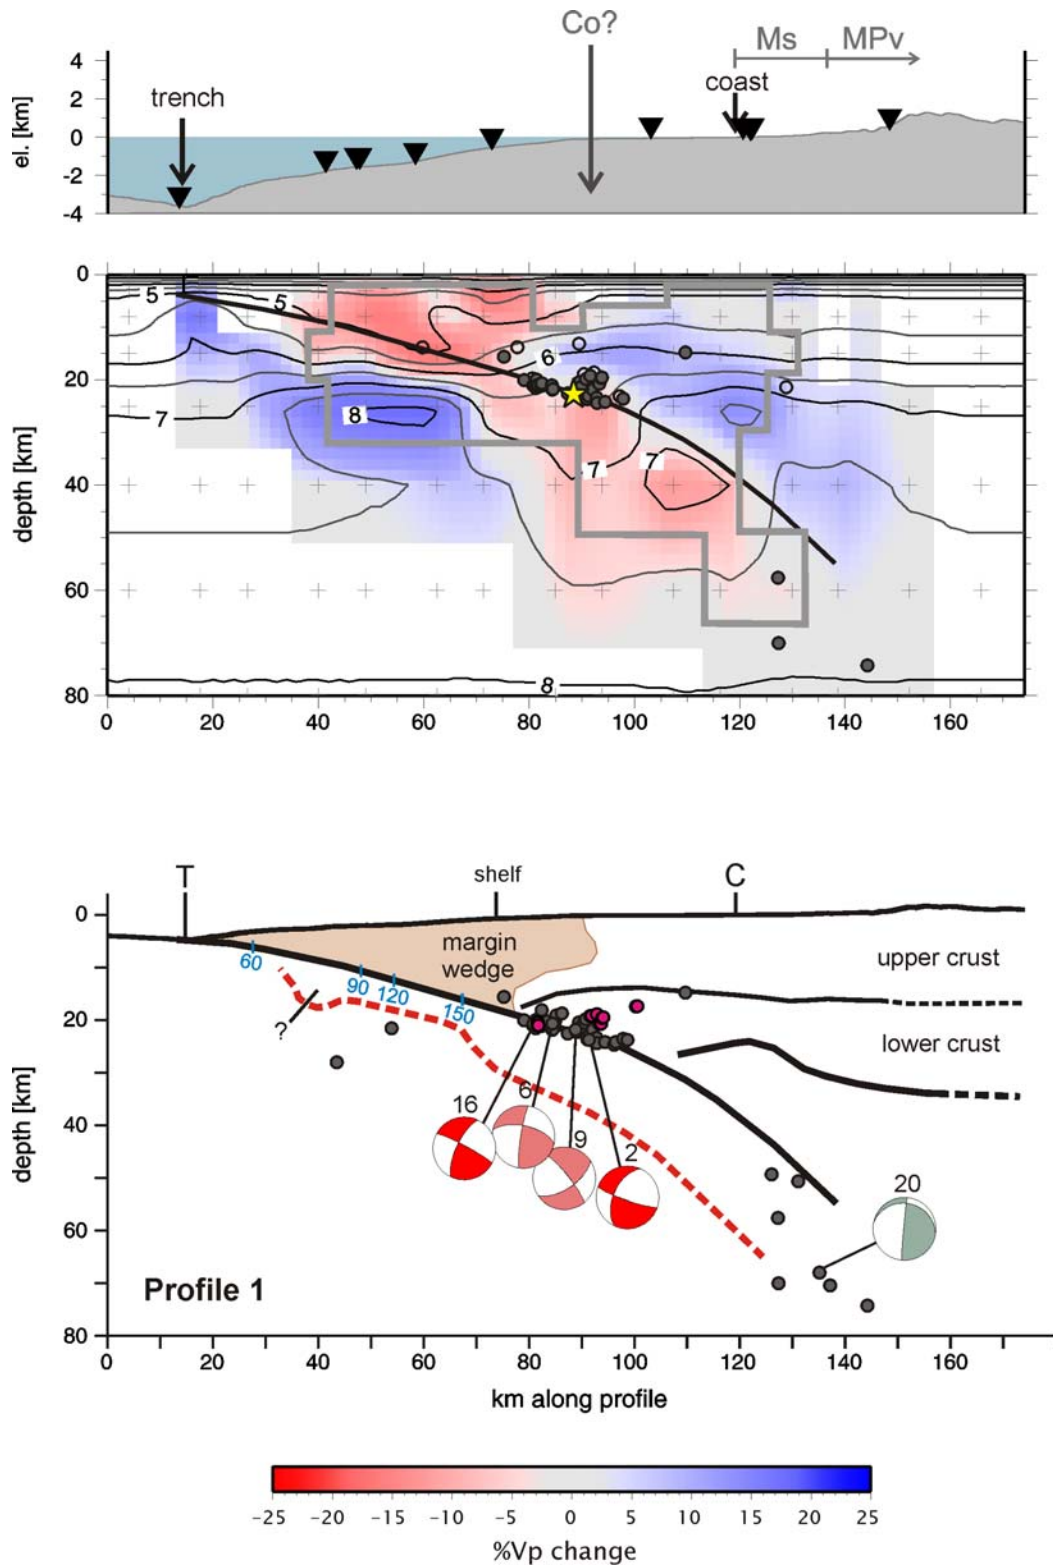 Co?
Ms MPv
trench
coast
el. [km]
4
2
0
-2
-4
depth [km]
0
20
40
60
80
5
5
6
7
8
7
7
8
0 20 40 60 80 100 120 140 160
T shelf C
depth [km]
0
20
40
60
80
margin
wedge
upper crust
lower crust
60
90
120
150
?
16
6
9
2
20
Profile 1
0 20 40 60 80 100 120 140 160
km along profile
-25 -20 -15 -10 -5 0 5 10 15 20 25
%Vp change